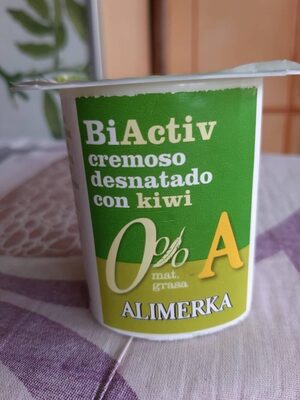 BiActiv
cremoso
desnatado
con kiwi
0%
mat.
grasa
A
ALIMERKA